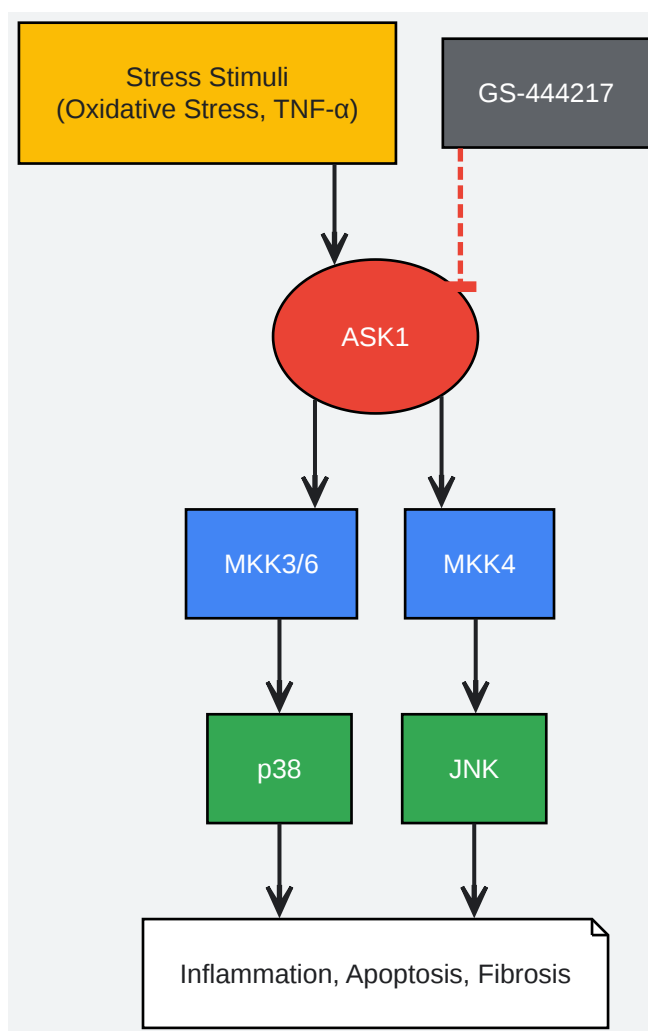 Stress Stimuli
(Oxidative Stress, TNF-α)
GS-444217
ASK1
MKK3/6
MKK4
p38
JNK
Inflammation, Apoptosis, Fibrosis